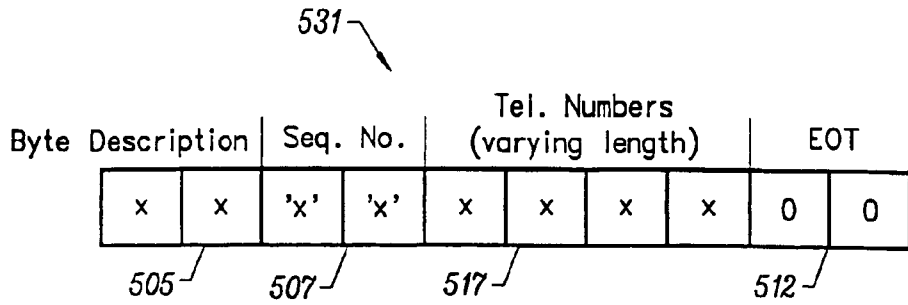 531
Tel. Numbers
Byte Description Seq. No. (varying length) EOT
x x 'x' 'x' x x x x 0 0
505 507 517 512